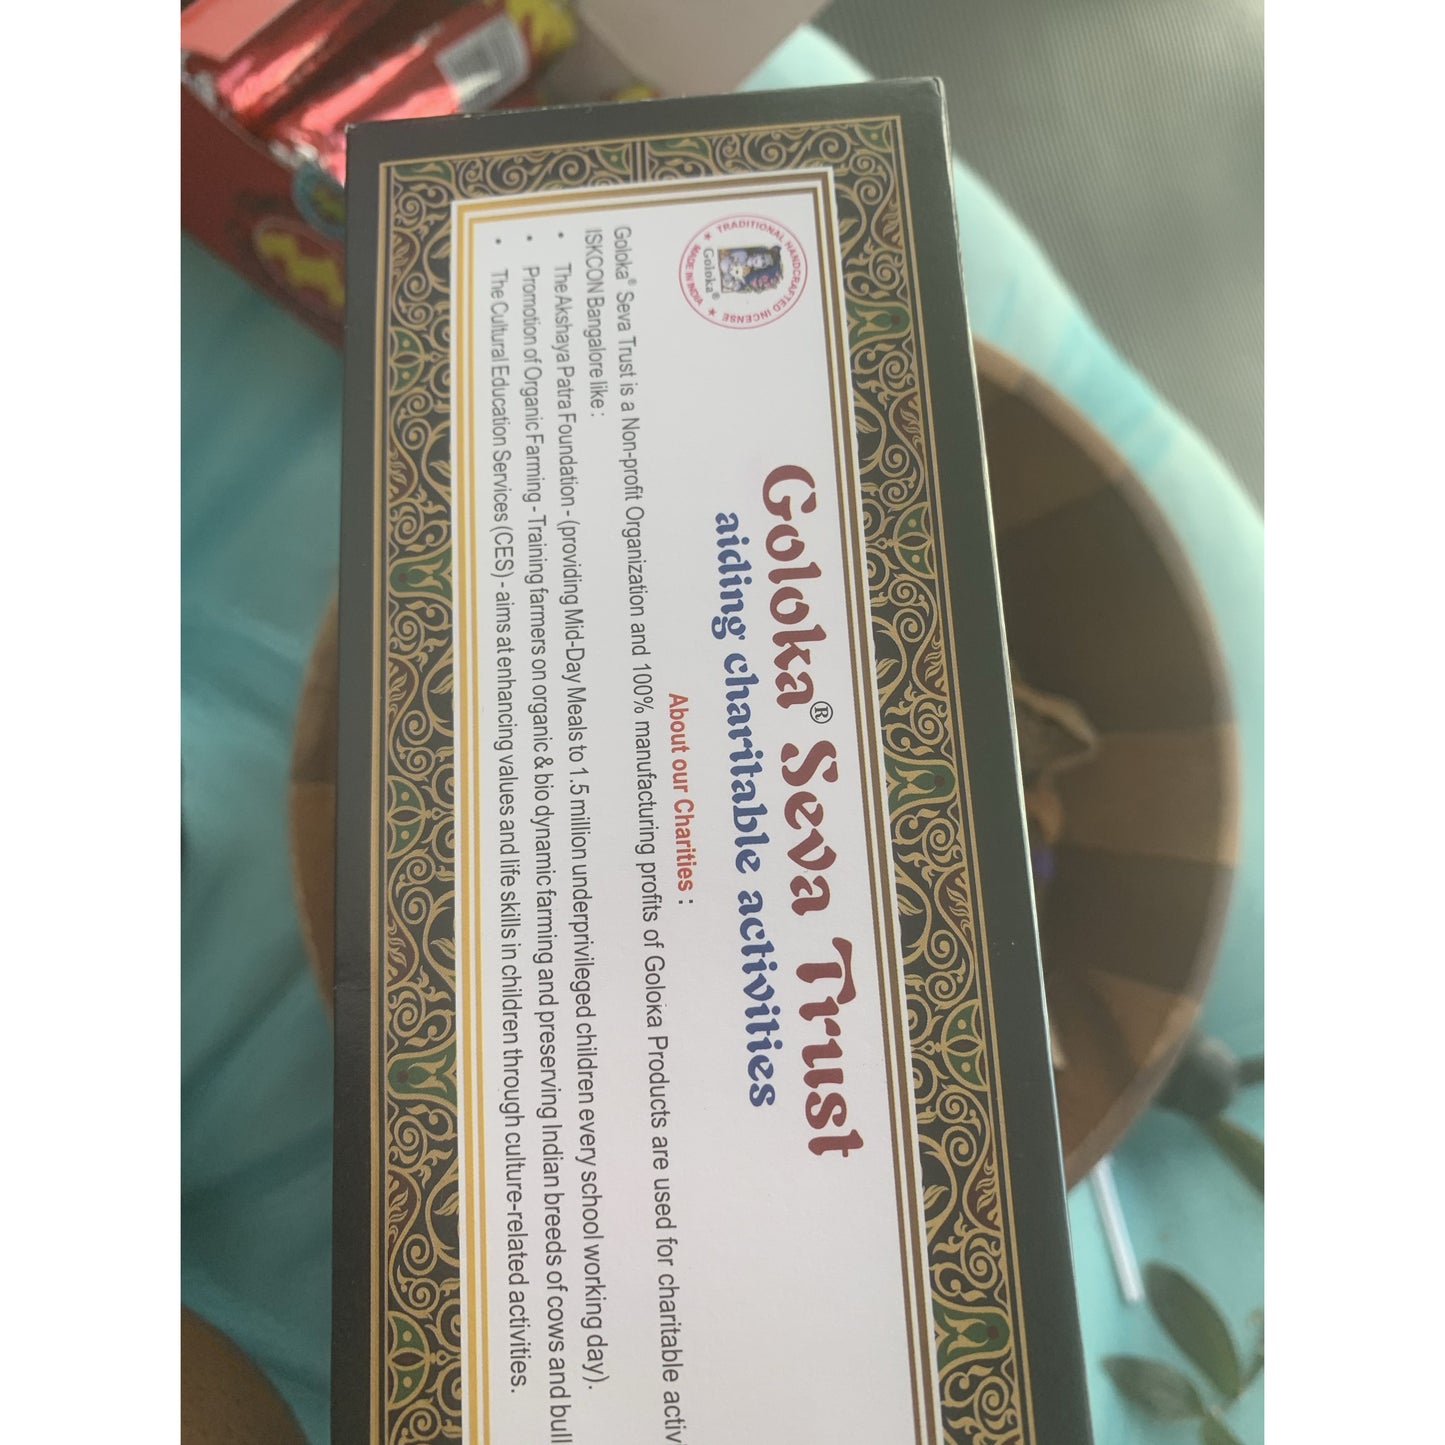 TRADITIONAL HANDCRAFTED INCENSE
Goloka®
★ MADE IN INDIA ★
Goloka® Seva Trust
aiding charitable activities
About our Charities :
Goloka® Seva Trust is a Non-profit Organization and 100% manufacturing profits of Goloka Products are used for charitable
ISKCON Bangalore like :
• The Akshaya Patra Foundation - (providing Mid-Day Meals to 1.5 million underprivileged children every school working day).
• Promotion of Organic Farming - Training farmers on organic & bio dynamic farming and preserving Indian breeds of cows and
• The Cultural Education Services (CES) - aims at enhancing values and life skills in children through culture-related activities.